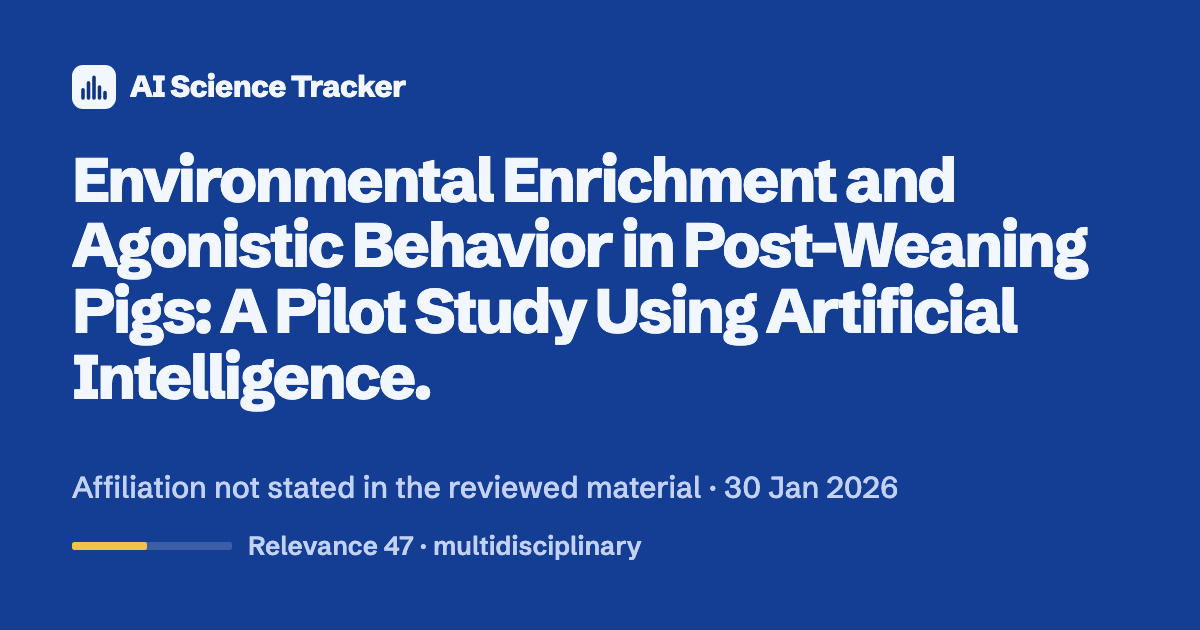 AI Science Tracker
Environmental Enrichment and
Agonistic Behavior in Post-Weaning
Pigs: A Pilot Study Using Artificial
Intelligence.
Affiliation not stated in the reviewed material · 30 Jan 2026
Relevance 47 · multidisciplinary